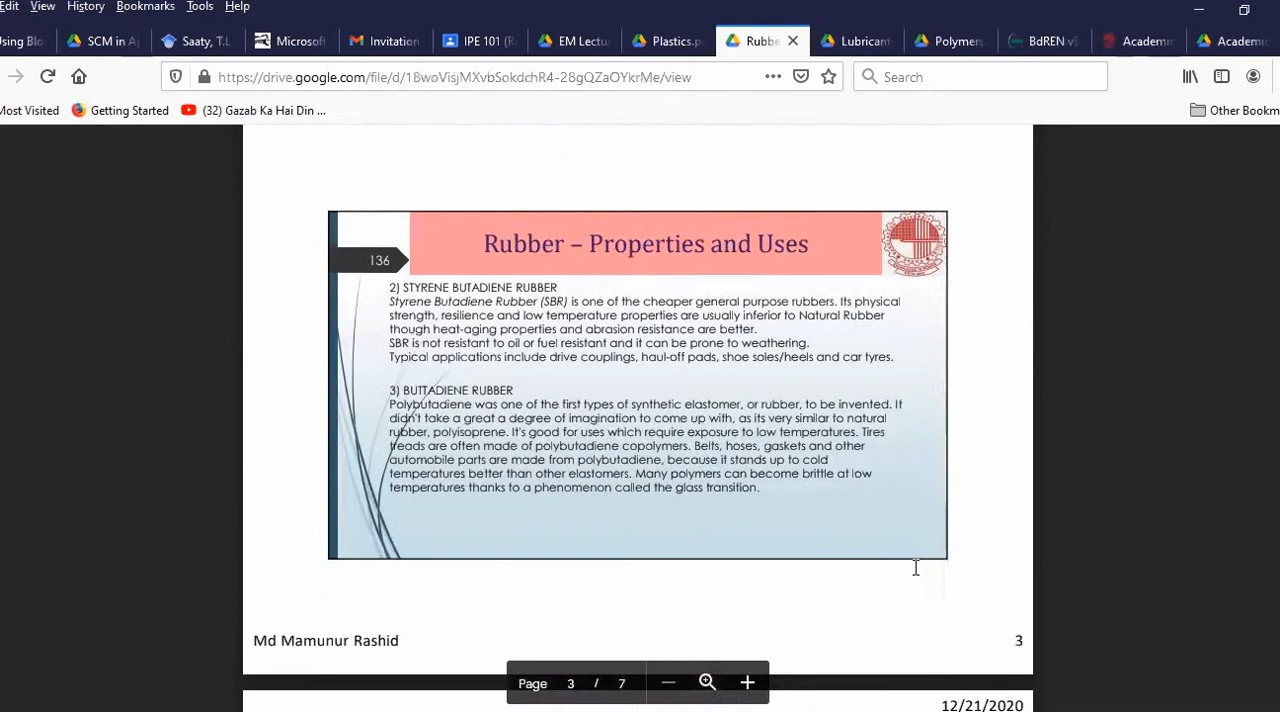 Edit View History Bookmarks Tools Help
Using Blo SCM in A Saaty, T.L Microsof Invitation IPE 101 (R EM Lectu Plastics.p Rubbe Lubricant Polymers. BdREN v5 Academi Academi
https://drive.google.com/file/d/18woVisjMXvbSokdchR4-28gQZaOYkrMe/view Search
Most Visited Getting Started (32) Gazab Ka Hai Din ... Other Bookm
136
Rubber – Properties and Uses
2) STYRENE BUTADIENE RUBBER
Styrene Butadiene Rubber (SBR) is one of the cheaper general purpose rubbers. Its physical
strength, resilience and low temperature properties are usually inferior to Natural Rubber
though heat-aging properties and abrasion resistance are better.
SBR is not resistant to oil or fuel resistant and it can be prone to weathering.
Typical applications include drive couplings, haul-off pads, shoe soles/heels and car tyres.
3) BUTTADIENE RUBBER
Polybutadiene was one of the first types of synthetic elastomer, or rubber, to be invented. It
didn't take a great a degree of imagination to come up with, as its very similar to natural
rubber, polyisoprene. It's good for uses which require exposure to low temperatures. Tires
treads are often made of polybutadiene copolymers. Belts, hoses, gaskets and other
automobile parts are made from polybutadiene, because it stands up to cold
temperatures better than other elastomers. Many polymers can become brittle at low
temperatures thanks to a phenomenon called the glass transition.
Md Mamunur Rashid 3
Page 3 / 7
12/21/2020